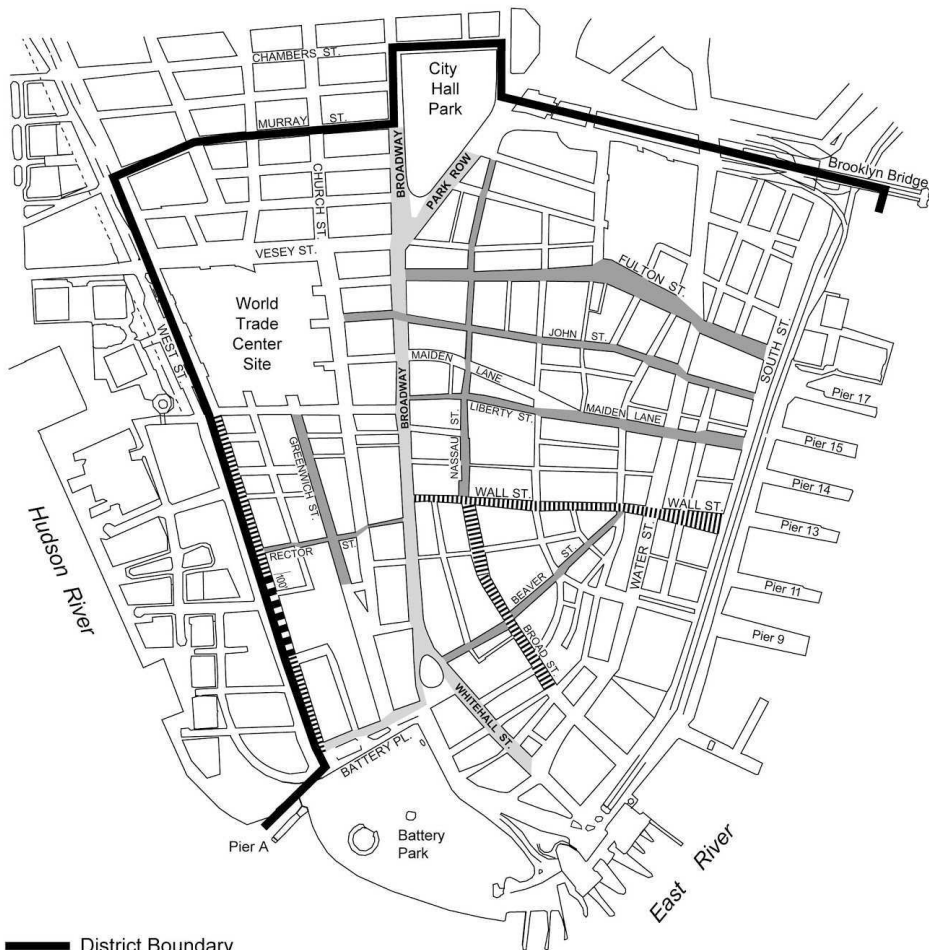 CHAMBERS ST.
City
Hall
Park
MURRAY ST.
BROADWAY
PARK ROW
CHURCH ST.
Brooklyn Bridge
VESEY ST.
FULTON ST.
World
Trade
Center
Site
WEST ST.
JOHN ST.
SOUTH ST.
MAIDEN
LANE
BROADWAY
Pier 17
MAIDEN LANE
LIBERTY ST.
NASSAU ST.
GREENWICH ST.
Pier 15
Pier 14
WALL ST.
WALL ST.
Pier 13
Hudson River
RECTOR ST.
WATER ST.
BEAVER ST.
100'
Pier 11
BROAD ST.
Pier 9
WHITEHALL ST.
BATTERY PL.
Pier A
Battery
Park
East River
District Boundary